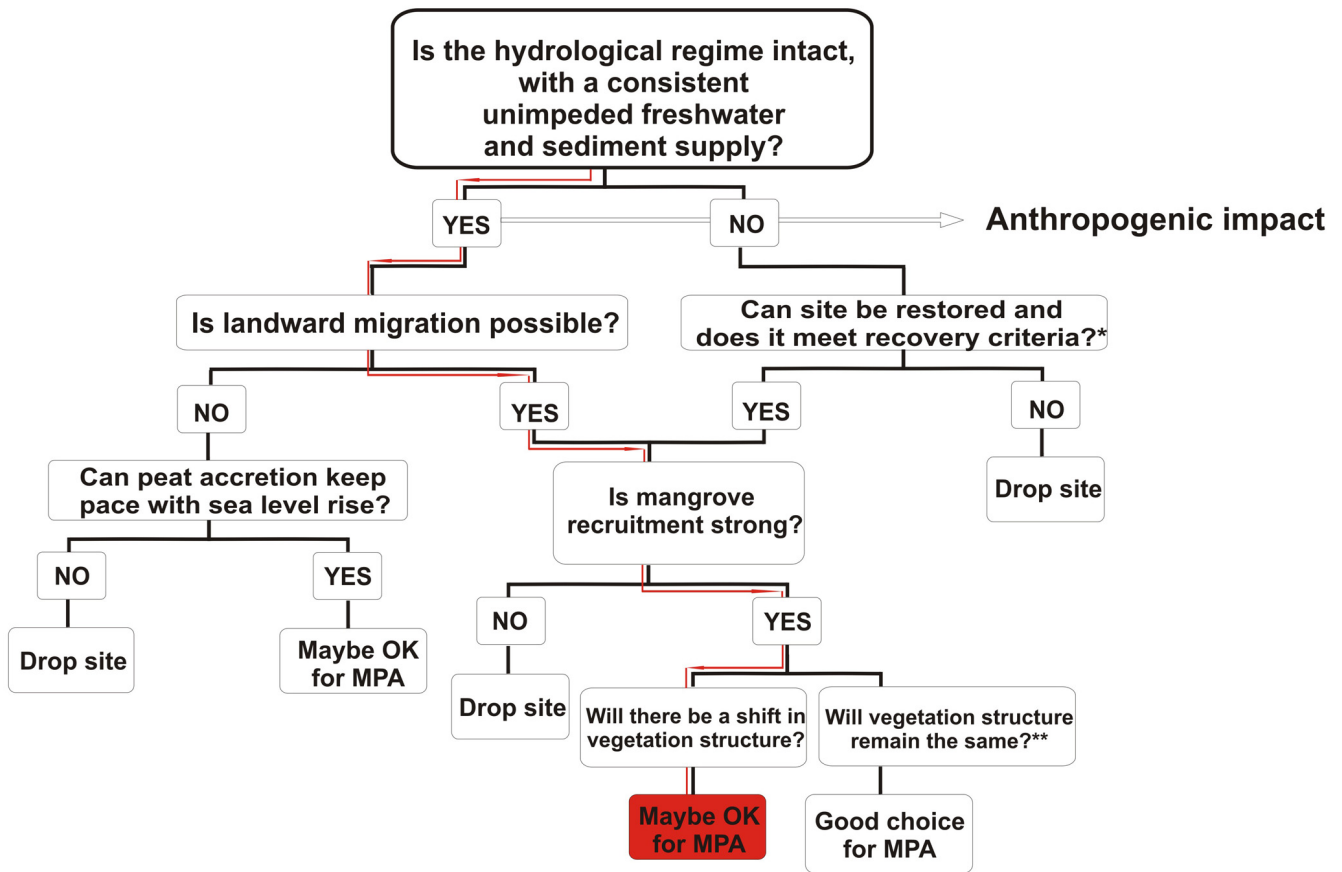 Is the hydrological regime intact,
with a consistent
unimpeded freshwater
and sediment supply?
YES
NO
Anthropogenic impact
Is landward migration possible?
Can site be restored and
does it meet recovery criteria?*
NO
YES
YES
NO
Can peat accretion keep
pace with sea level rise?
Is mangrove
recruitment strong?
Drop site
NO
YES
NO
YES
Drop site
Maybe OK
for MPA
Drop site
Will there be a shift in
vegetation structure?
Will vegetation structure
remain the same?**
Maybe OK
for MPA
Good choice
for MPA